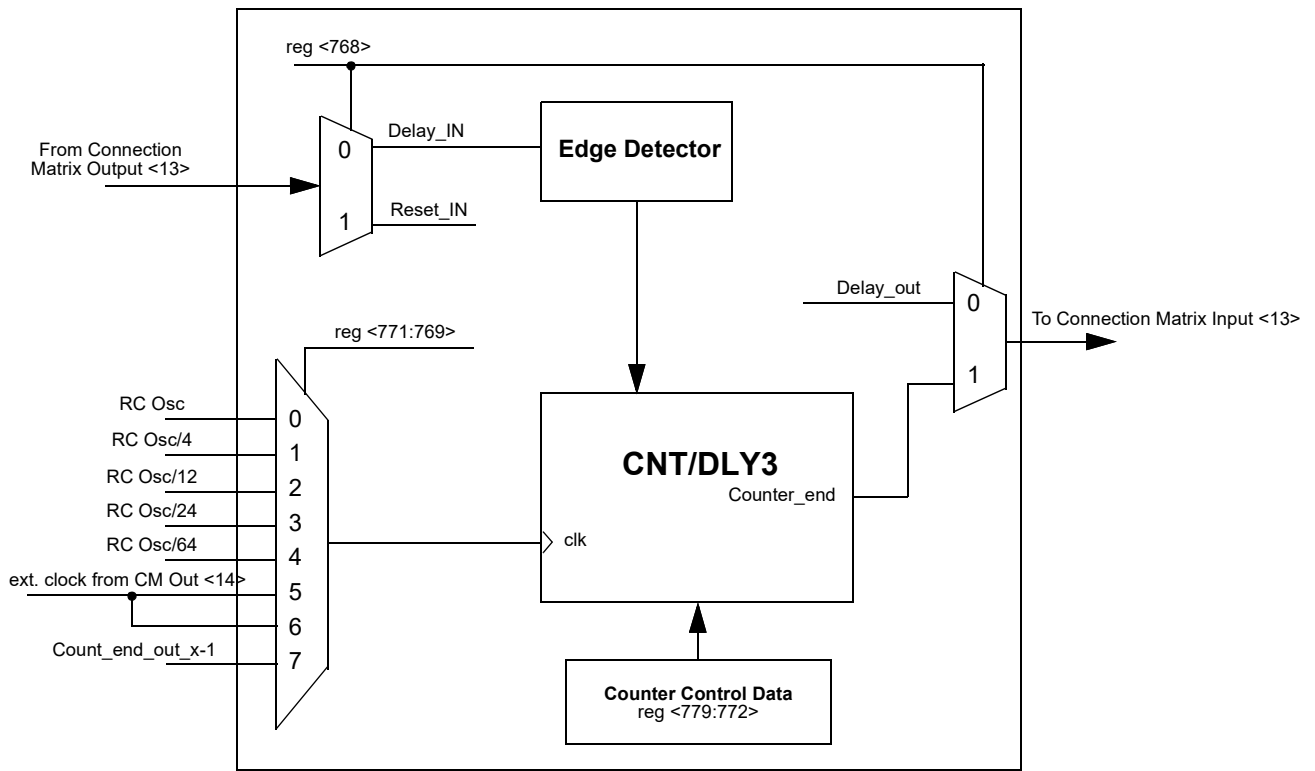 reg <768>
From Connection
Matrix Output <13>
0
1
Delay_IN
Reset_IN
Edge Detector
Delay_out
0
1
To Connection Matrix Input <13>
reg <771:769>
RC Osc
RC Osc/4
RC Osc/12
RC Osc/24
RC Osc/64
ext. clock from CM Out <14>
Count_end_out_x-1
0
1
2
3
4
5
6
7
CNT/DLY3
Counter_end
clk
Counter Control Data
reg <779:772>